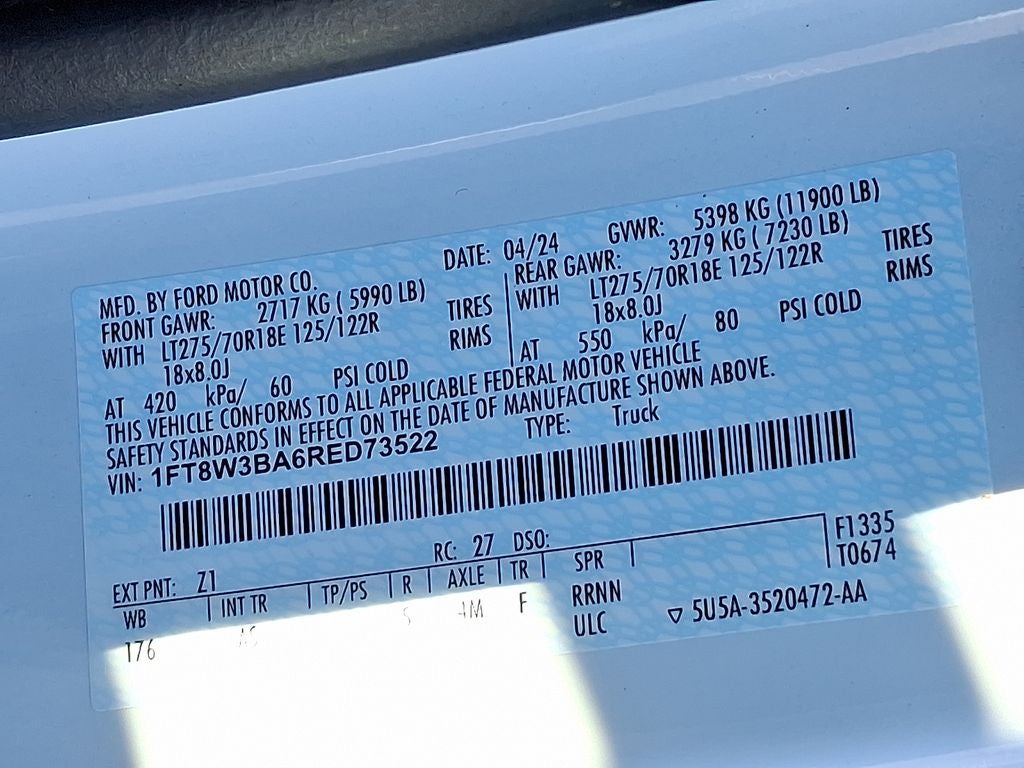 MFD. BY FORD MOTOR CO.
DATE: 04/24
GVWR: 5398 KG (11900 LB)
FRONT GAWR: 2717 KG ( 5990 LB)
WITH LT275/70R18E 125/122R TIRES
18x8.0J RIMS
AT 420 kPa/ 60 PSI COLD
REAR GAWR: 3279 KG ( 7230 LB)
WITH LT275/70R18E 125/122R TIRES
18x8.0J RIMS
AT 550 kPa/ 80 PSI COLD
THIS VEHICLE CONFORMS TO ALL APPLICABLE FEDERAL MOTOR VEHICLE
SAFETY STANDARDS IN EFFECT ON THE DATE OF MANUFACTURE SHOWN ABOVE.
VIN: 1FT8W3BA6RED73522
TYPE: Truck
F1335
T0674
EXT PNT: Z1 RC: 27 DSO:
WB INT TR TP/PS R AXLE TR SPR
176 F RRNN
ULC ▽ 5U5A-3520472-AA